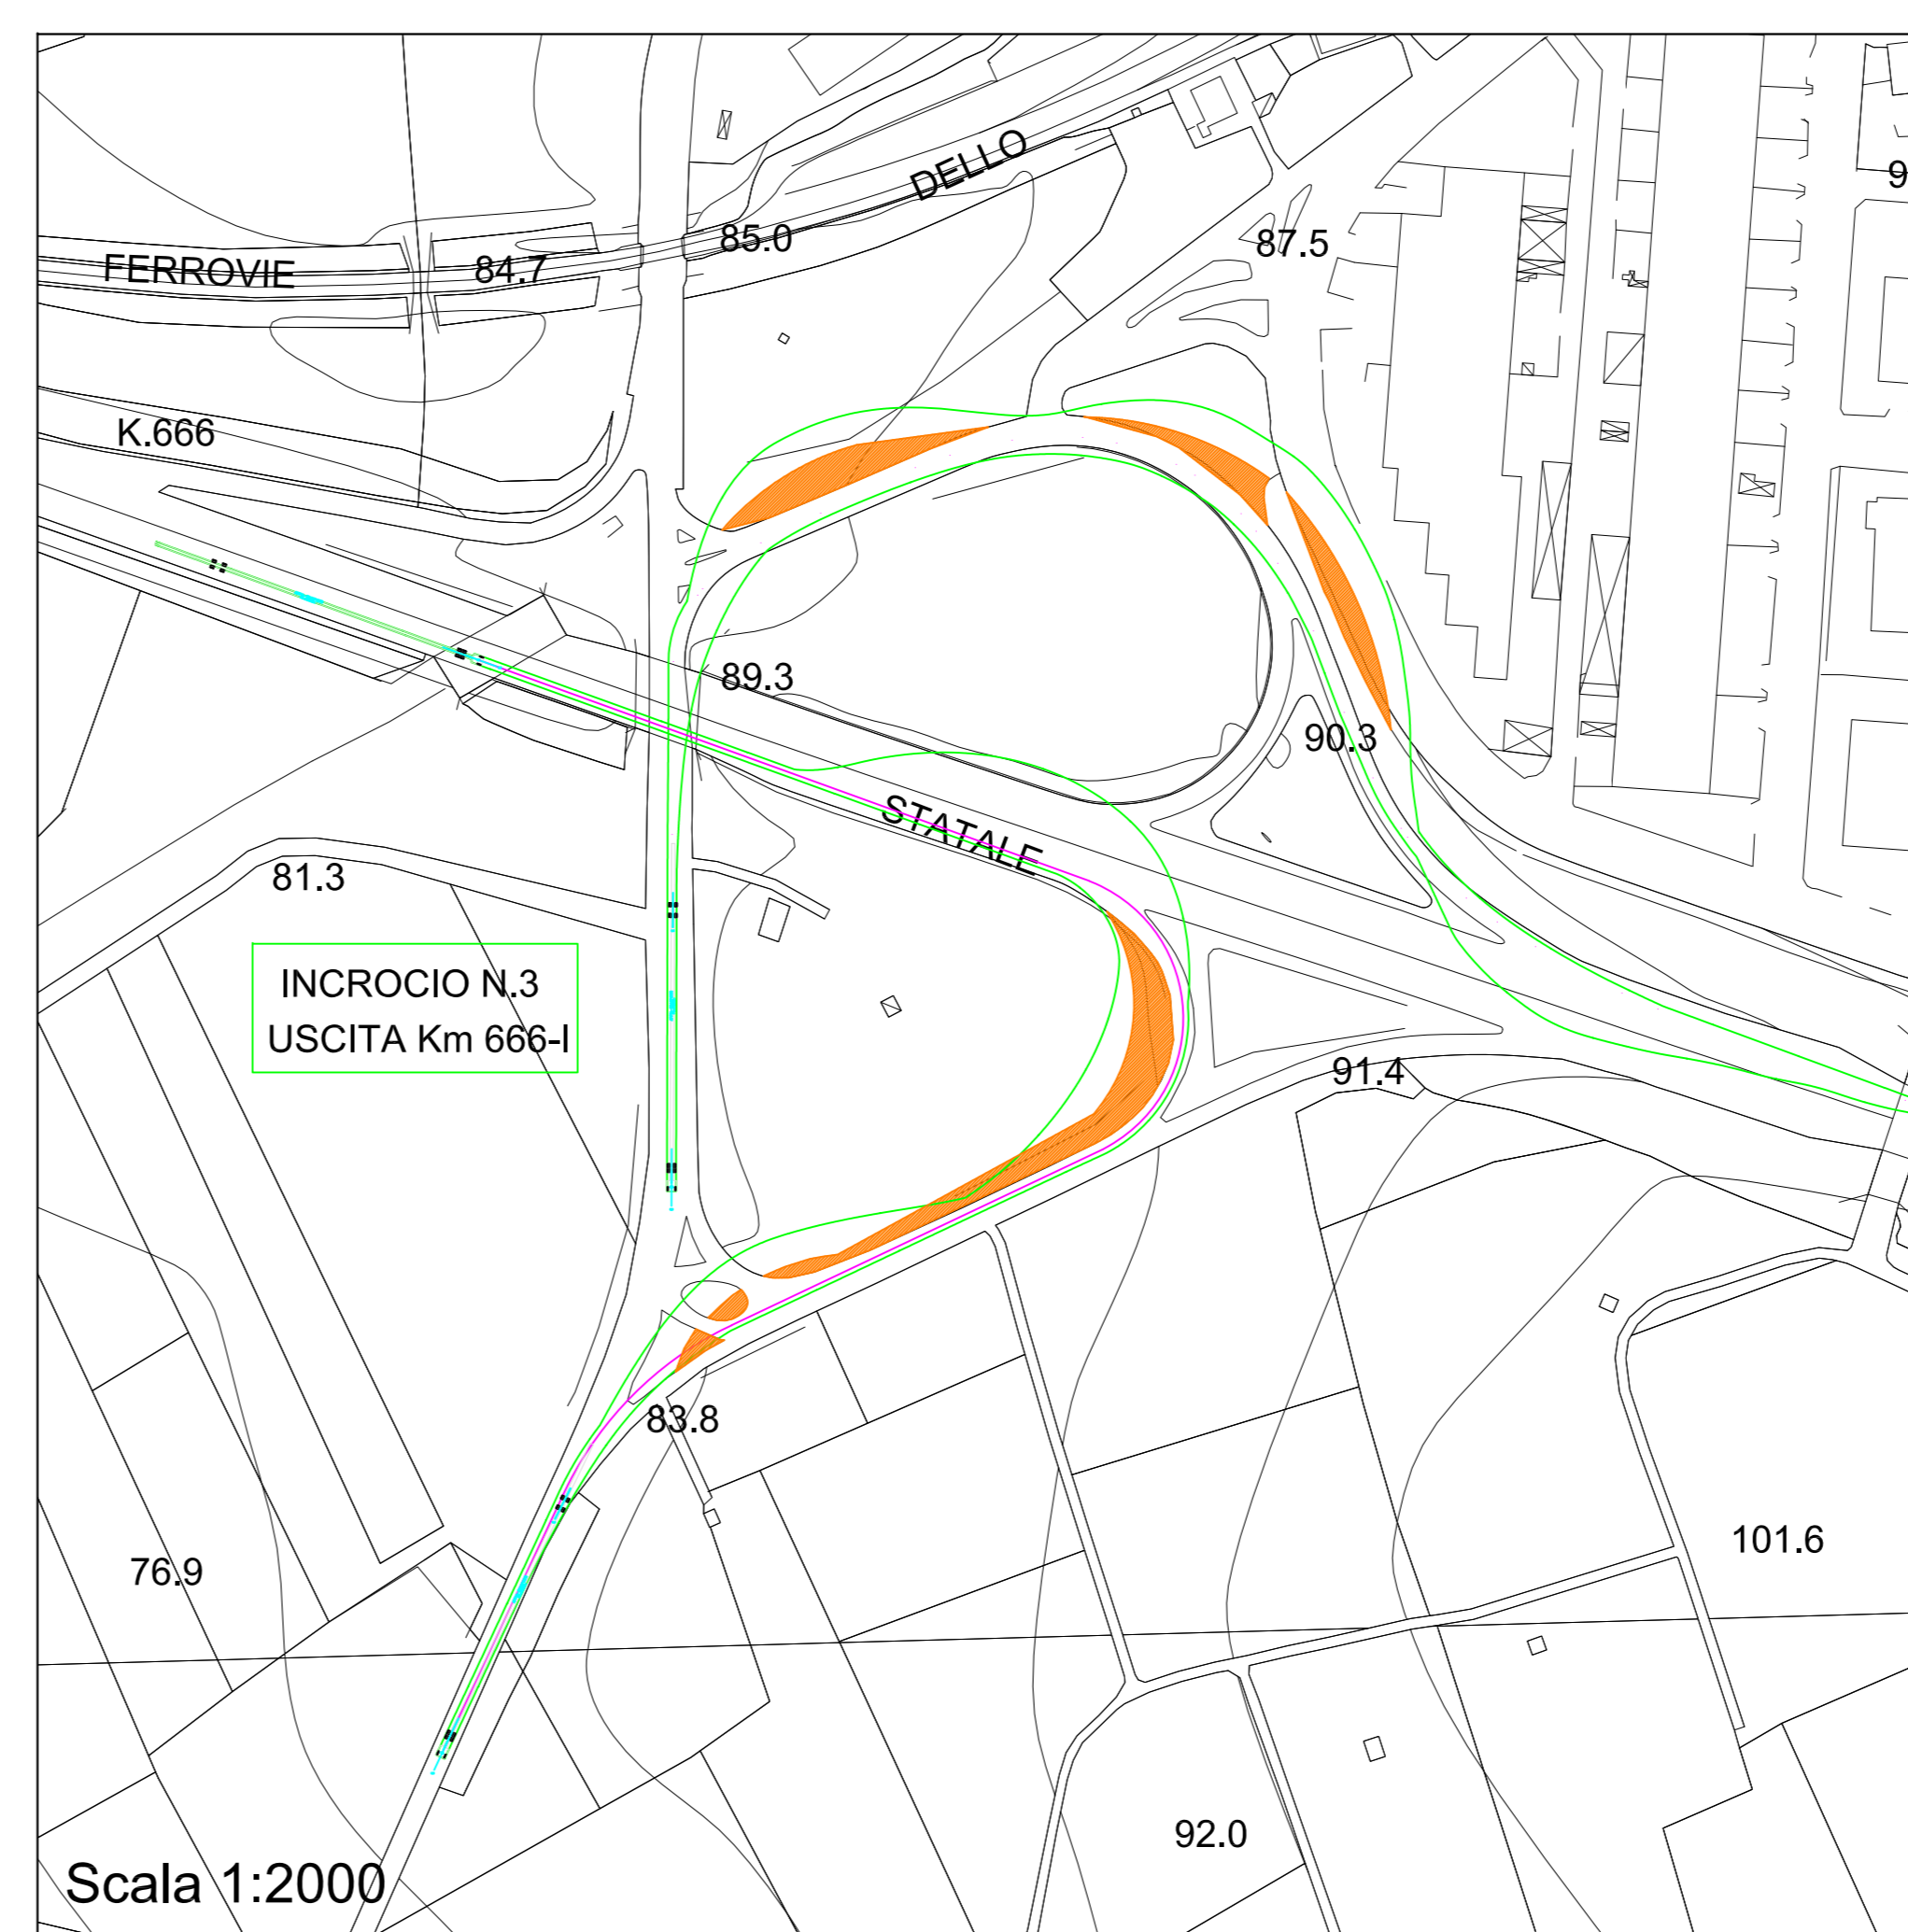 DELLO
9
85.0
87.5
FERROVIE
84.7
K.666
89.3
90.3
STATALE
81.3
INCROCIO N.3
USCITA Km 666-I
91.4
83.8
101.6
76.9
92.0
Scala 1:2000